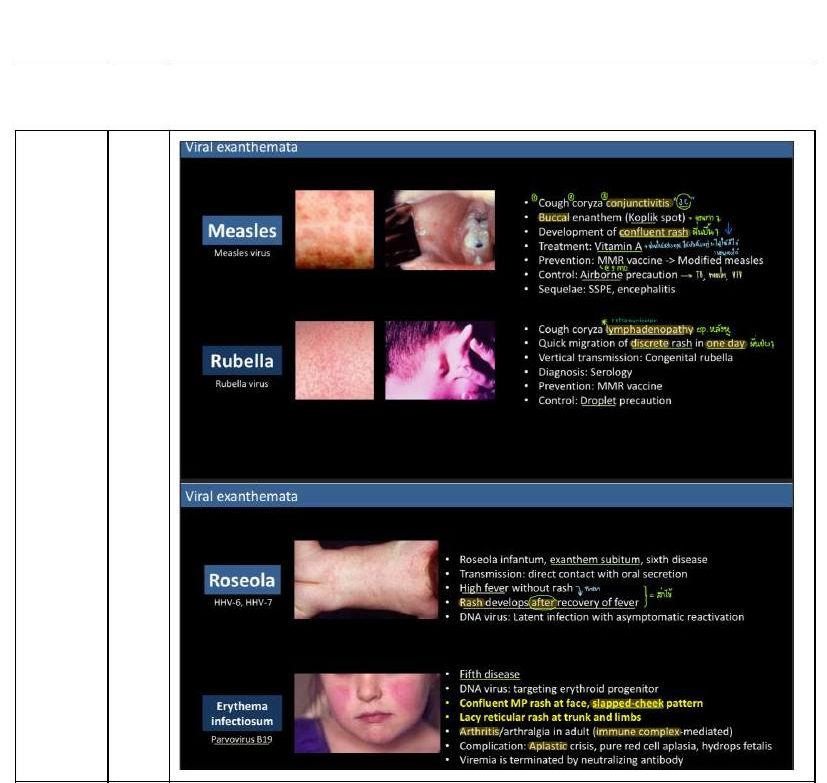 Viral exanthemata
Measles
Measles virus
• Cough coryza conjunctivitis "3C"
• Buccal enanthem (Koplik spot)
• Development of confluent rash
• Treatment: Vitamin A
• Prevention: MMR vaccine -> Modified measles
• Control: Airborne precaution → TB,
• Sequelae: SSPE, encephalitis
Rubella
Rubella virus
• Cough coryza lymphadenopathy esp. หลังหู
• Quick migration of discrete rash in one day
• Vertical transmission: Congenital rubella
• Diagnosis: Serology
• Prevention: MMR vaccine
• Control: Droplet precaution
Viral exanthemata
Roseola
HHV-6, HHV-7
• Roseola infantum, exanthem subitum, sixth disease
• Transmission: direct contact with oral secretion
• High fever without rash
• Rash develops after recovery of fever
• DNA virus: Latent infection with asymptomatic reactivation
Erythema
infectiosum
Parvovirus B19
• Fifth disease
• DNA virus: targeting erythroid progenitor
• Confluent MP rash at face, slapped-cheek pattern
• Lacy reticular rash at trunk and limbs
• Arthritis/arthralgia in adult (immune complex-mediated)
• Complication: Aplastic crisis, pure red cell aplasia, hydrops fetalis
• Viremia is terminated by neutralizing antibody